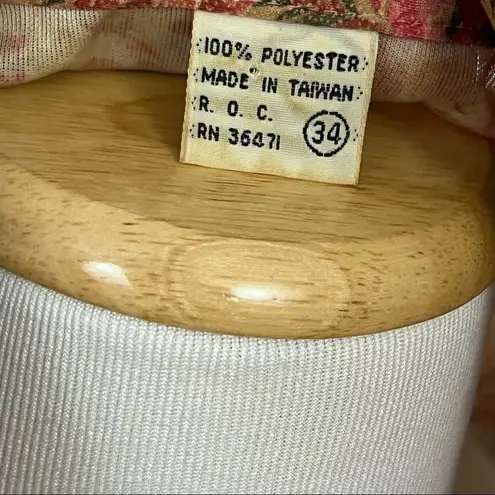 100% POLYESTER
MADE IN TAIWAN
R. O. C.
RN 36471 34